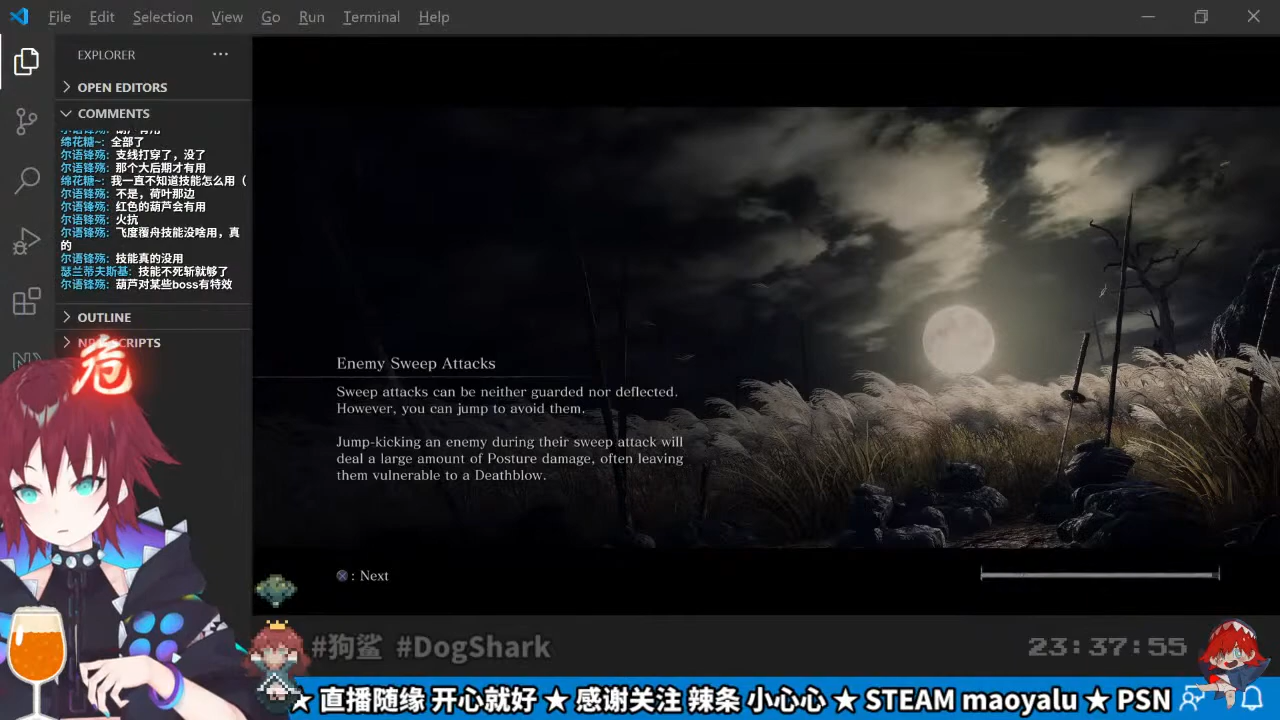 File Edit Selection View Go Run Terminal Help
EXPLORER
OPEN EDITORS
COMMENTS
绵花糖~: 全部了
尔语锋殇: 支线打穿了，没了
尔语锋殇: 那个大后期才有用
绵花糖~: 我一直不知道技能怎么用（
尔语锋殇: 不是，荷叶那边
尔语锋殇: 红色的葫芦会有用
尔语锋殇: 火抗
尔语锋殇: 飞度覆舟技能没啥用，真
的
尔语锋殇: 技能真的没用
瑟兰蒂夫斯基: 技能不死斩就够了
尔语锋殇: 葫芦对某些boss有特效
OUTLINE
SCRIPTS
危
Enemy Sweep Attacks
Sweep attacks can be neither guarded nor deflected.
However, you can jump to avoid them.
Jump-kicking an enemy during their sweep attack will
deal a large amount of Posture damage, often leaving
them vulnerable to a Deathblow.
: Next
#狗鲨 #DogShark
23:37:55
★ 直播随缘 开心就好 ★ 感谢关注 辣条 小心心 ★ STEAM maoyalu ★ PSN